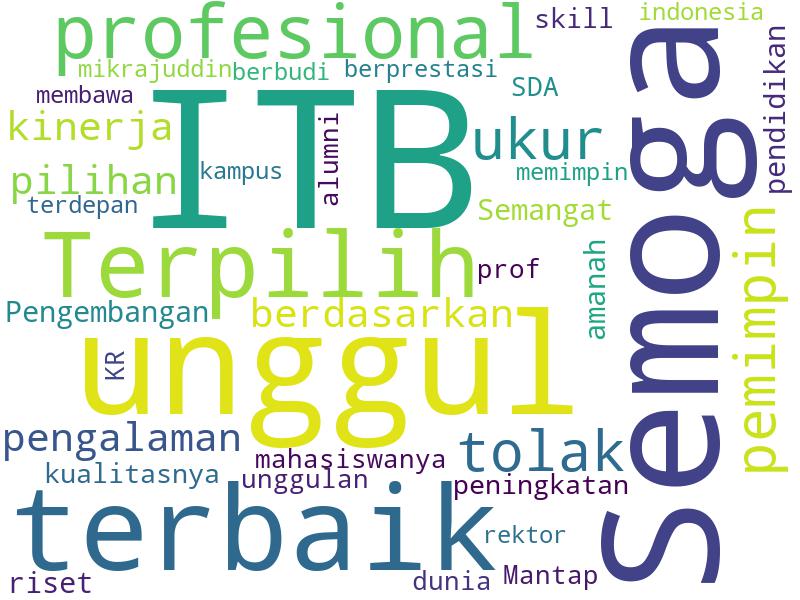 profesional
skill
indonesia
mikrajuddin
berbudi
berprestasi
SDA
membawa
kinerja
ITB
alumni
ukur
Semoga
pendidikan
pilihan
kampus
memimpin
terdepan
Semangat
Terpilih
prof
amanah
pemimpin
Pengembangan
berdasarkan
unggul
KR
pengalaman
mahasiswanya
tolak
kualitasnya
unggulan
peningkatan
terbaik
rektor
riset
dunia
Mantap